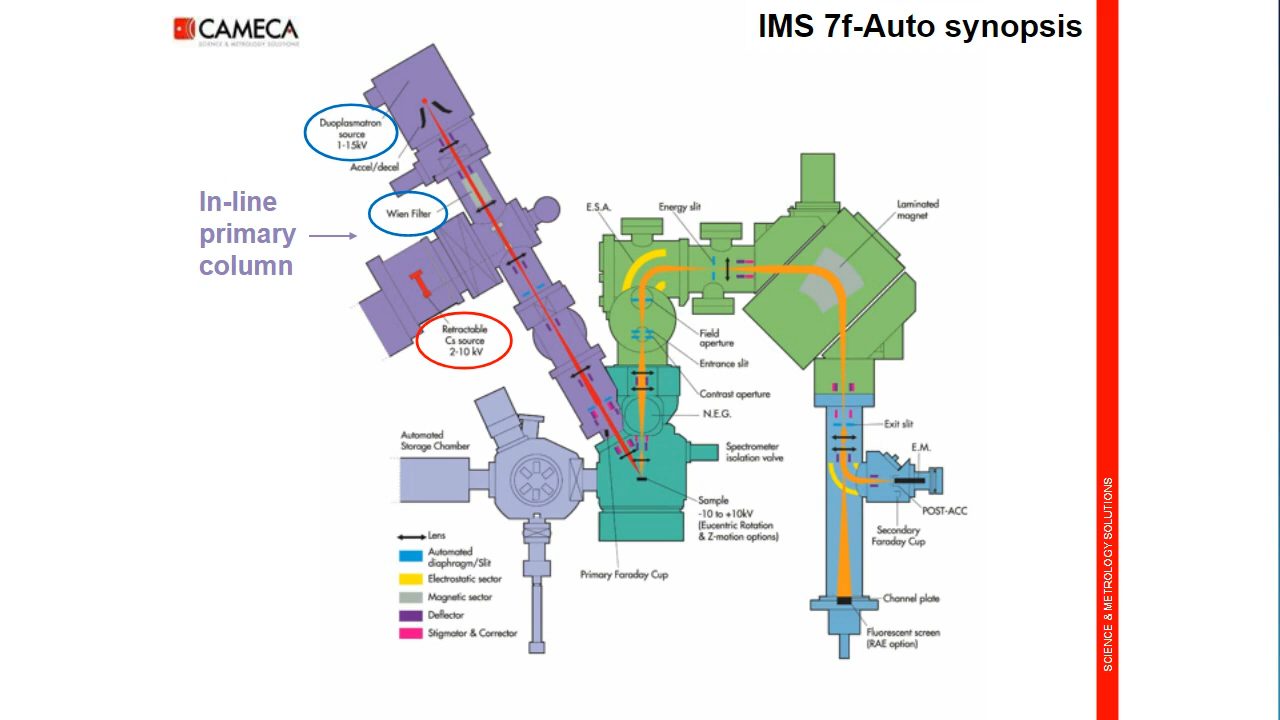 CAMECA
SCIENCE & METROLOGY SOLUTIONS
IMS 7f-Auto synopsis
Duoplasmatron
source
1-15kV
Accel/decel
Wien Filter
In-line
primary
column
Retractable
Cs source
2-10 kV
E.S.A.
Energy slit
Laminated
magnet
Field
aperture
Entrance slit
Contrast aperture
N.E.G.
Spectrometer
isolation valve
Automated
Storage Chamber
Sample
-10 to +10kV
(Eucentric Rotation
& Z-motion options)
Primary Faraday Cup
Exit slit
E.M.
POST-ACC
Secondary
Faraday Cup
Channel plate
Fluorescent screen
(RAE option)
Lens
Automated
diaphragm/Slit
Electrostatic sector
Magnetic sector
Deflector
Stigmator & Corrector
SCIENCE & METROLOGY SOLUTIONS